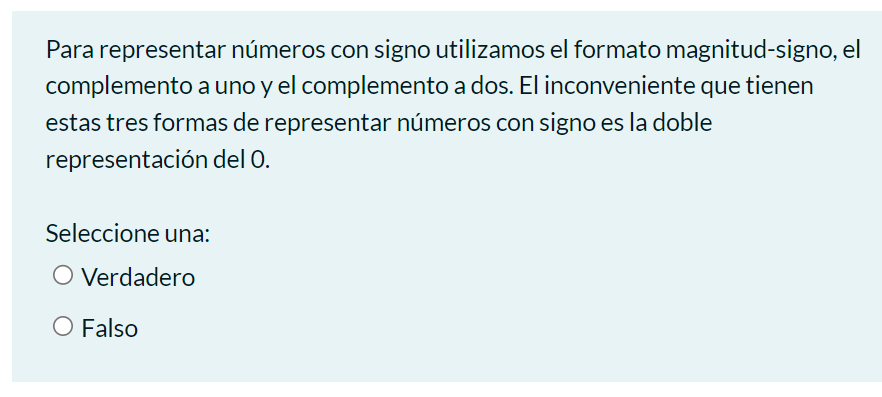 Para representar números con signo utilizamos el formato magnitud-signo, el
complemento a uno y el complemento a dos. El inconveniente que tienen
estas tres formas de representar números con signo es la doble
representación del 0.
Seleccione una:
Verdadero
Falso